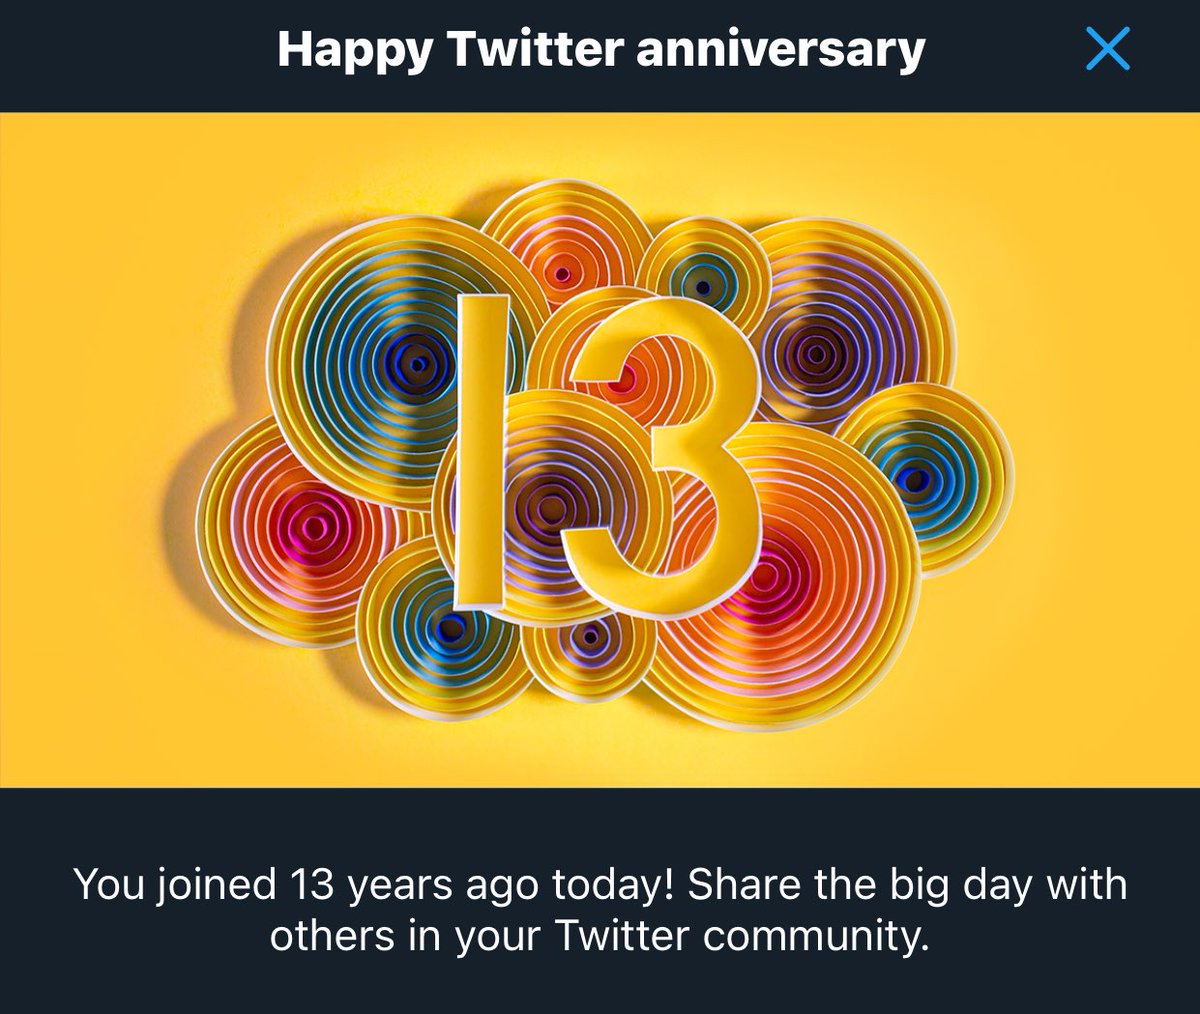 Happy Twitter anniversary
13
You joined 13 years ago today! Share the big day with
others in your Twitter community.